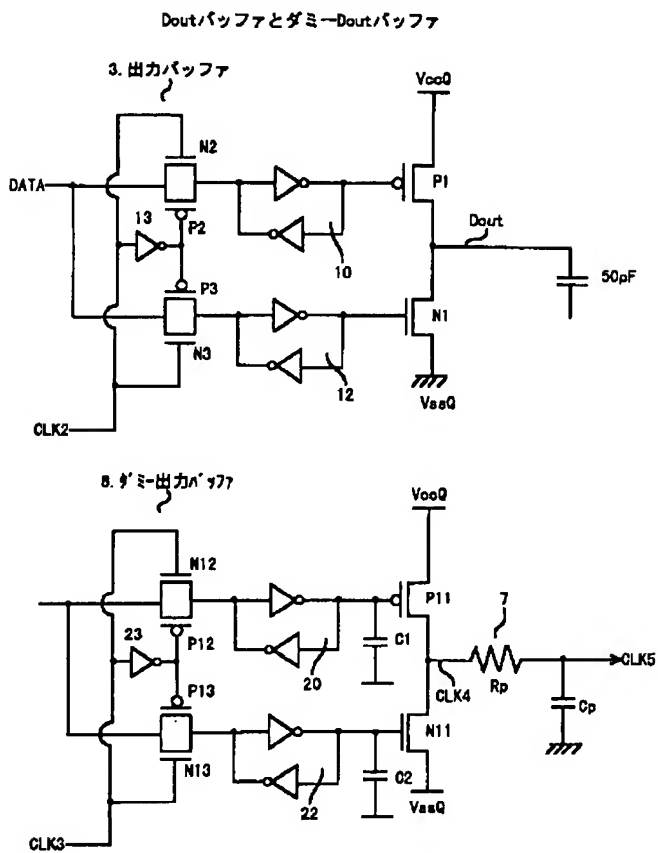 DoutバッファとダミーDoutバッファ
3. 出力バッファ
VccQ
N2
DATA
P1
13
P2
10
Dout
P3
50pF
N1
N3
12
VssQ
CLK2
8. ダミー出力バッファ
VccQ
N12
P11
7
23
C1
P12
20
CLK5
CLK4
Rp
P13
Cp
N11
N13
C2
22
VssQ
CLK3